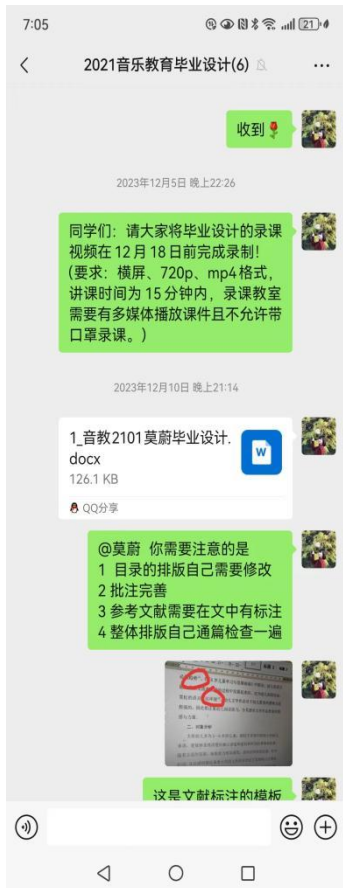 7:05
21
2021音乐教育毕业设计(6)
收到
2023年12月5日 晚上22:26
同学们：请大家将毕业设计的录课
视频在12月18日前完成录制！
(要求：横屏、720p、mp4格式，
讲课时间为15分钟内，录课教室
需要有多媒体播放课件且不允许带
口罩录课。)
2023年12月10日 晚上21:14
1_音教2101莫蔚毕业设计.
docx
W
126.1 KB
QQ分享
@莫蔚 你需要注意的是
1 目录的排版自己需要修改
2 批注完善
3 参考文献需要在文中有标注
4 整体排版自己通篇检查一遍
这是文献标注的模板